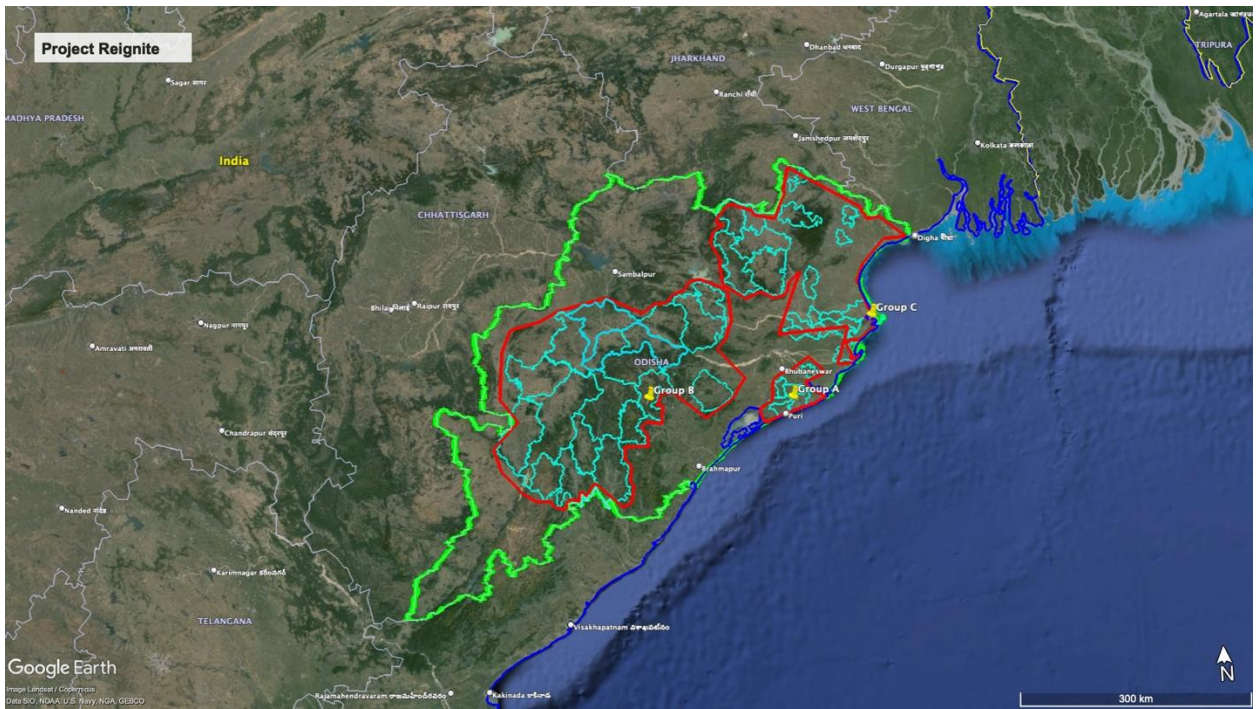 Project Reignite
Agartala
TRIPURA
Dhanbad धनबाद
JHARKHAND
Durgapur
Sagar सागर
Ranchi राँची
WEST BENGAL
MADHYA PRADESH
Jamshedpur जमशेदपुर
Kolkata
India
CHHATTISGARH
Digha
Sambalpur
Bhilai भिलाई
Raipur रायपुर
Group C
Nagpur नागपूर
Amravati अमरावती
ODISHA
Bhubaneswar
Group B
Group A
Puri
Chandrapur चंद्रपूर
Brahmapur
Nanded नांदेड
Karimnagar కరీంనగర్
TELANGANA
Visakhapatnam విశాఖపట్నం
Google Earth
Image Landsat / Copernicus
Data SIO, NOAA, U.S. Navy, NGA, GEBCO
Rajamahendravaram రాజమహేంద్రవరం
Kakinada కాకినాడ
N
300 km